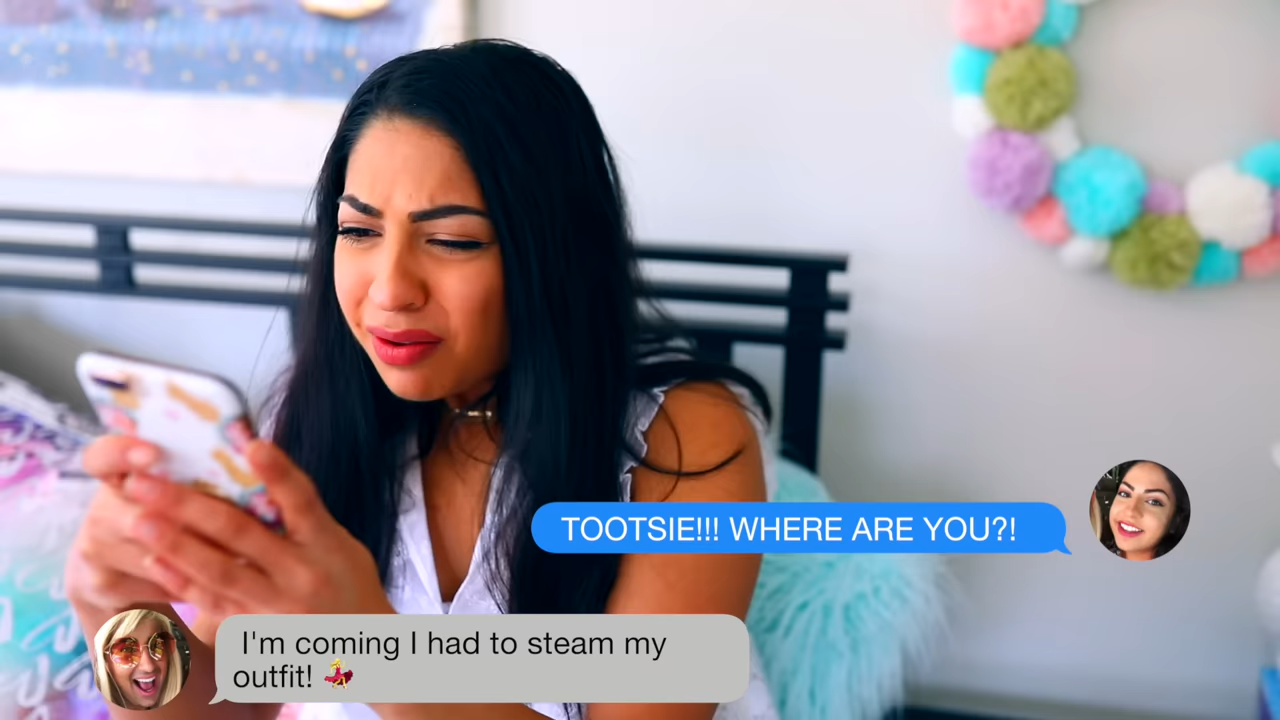 TOOTSIE!!! WHERE ARE YOU?!
I'm coming I had to steam my
outfit! 💃